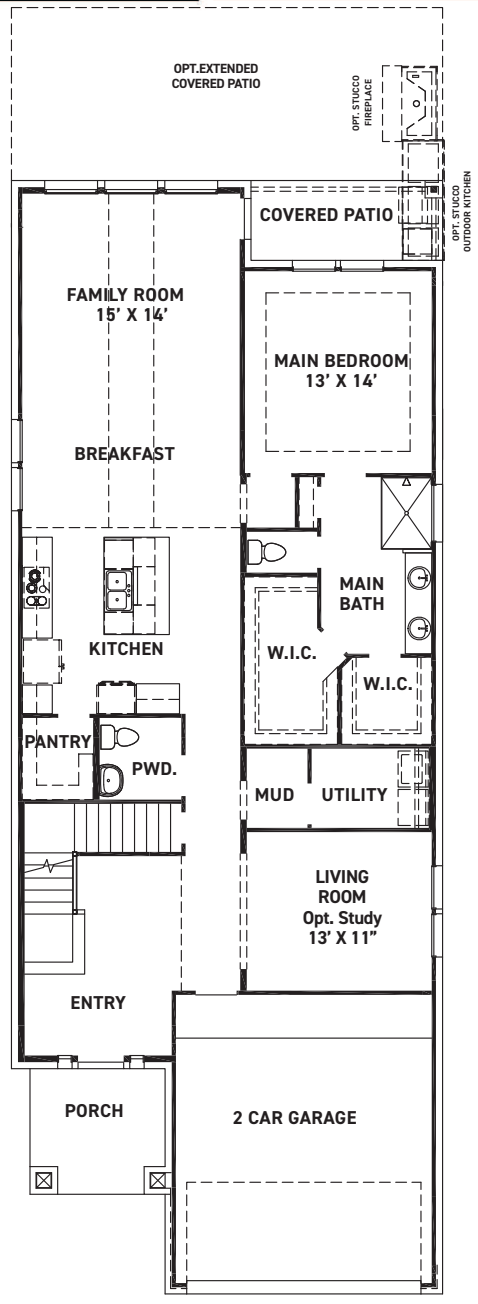 OPT.EXTENDED
COVERED PATIO
OPT. STUCCO
FIREPLACE
OPT. STUCCO
OUTDOOR KITCHEN
COVERED PATIO
FAMILY ROOM
15' X 14'
MAIN BEDROOM
13' X 14'
BREAKFAST
MAIN
BATH
KITCHEN
W.I.C.
W.I.C.
PANTRY
PWD.
MUD
UTILITY
LIVING
ROOM
Opt. Study
13' X 11"
ENTRY
PORCH
2 CAR GARAGE